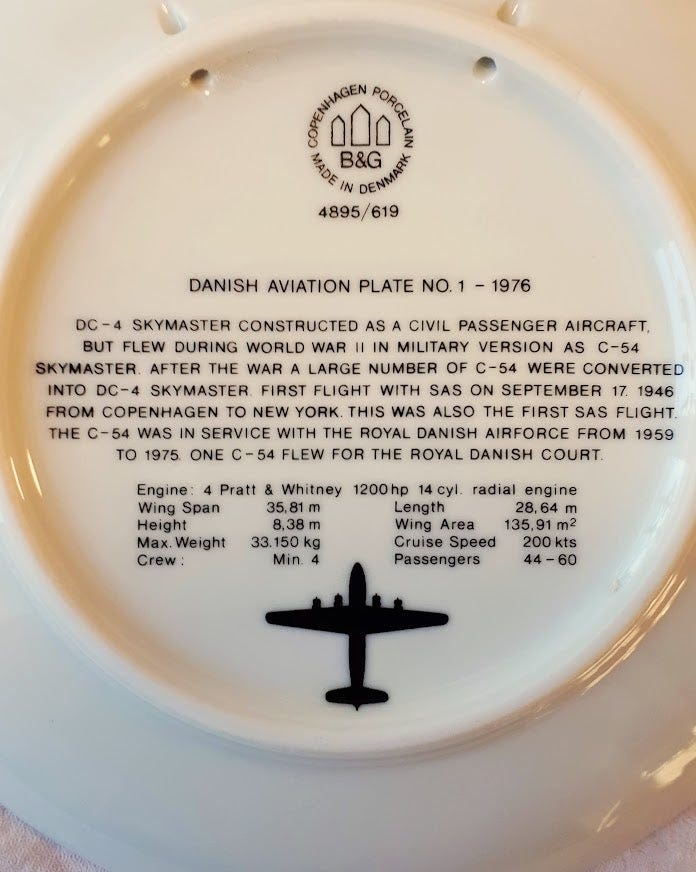 COPENHAGEN PORCELAIN
B&G
MADE IN DENMARK
4895/619
DANISH AVIATION PLATE NO. 1 - 1976
DC-4 SKYMASTER CONSTRUCTED AS A CIVIL PASSENGER AIRCRAFT,
BUT FLEW DURING WORLD WAR II IN MILITARY VERSION AS C-54
SKYMASTER. AFTER THE WAR A LARGE NUMBER OF C-54 WERE CONVERTED
INTO DC-4 SKYMASTER. FIRST FLIGHT WITH SAS ON SEPTEMBER 17. 1946
FROM COPENHAGEN TO NEW YORK. THIS WAS ALSO THE FIRST SAS FLIGHT.
THE C-54 WAS IN SERVICE WITH THE ROYAL DANISH AIRFORCE FROM 1959
TO 1975. ONE C-54 FLEW FOR THE ROYAL DANISH COURT.
Engine: 4 Pratt & Whitney 1200hp 14 cyl. radial engine
Wing Span 35,81 m Length 28,64 m
Height 8,38 m Wing Area 135,91 m²
Max. Weight 33.150 kg Cruise Speed 200 kts
Crew: Min. 4 Passengers 44-60